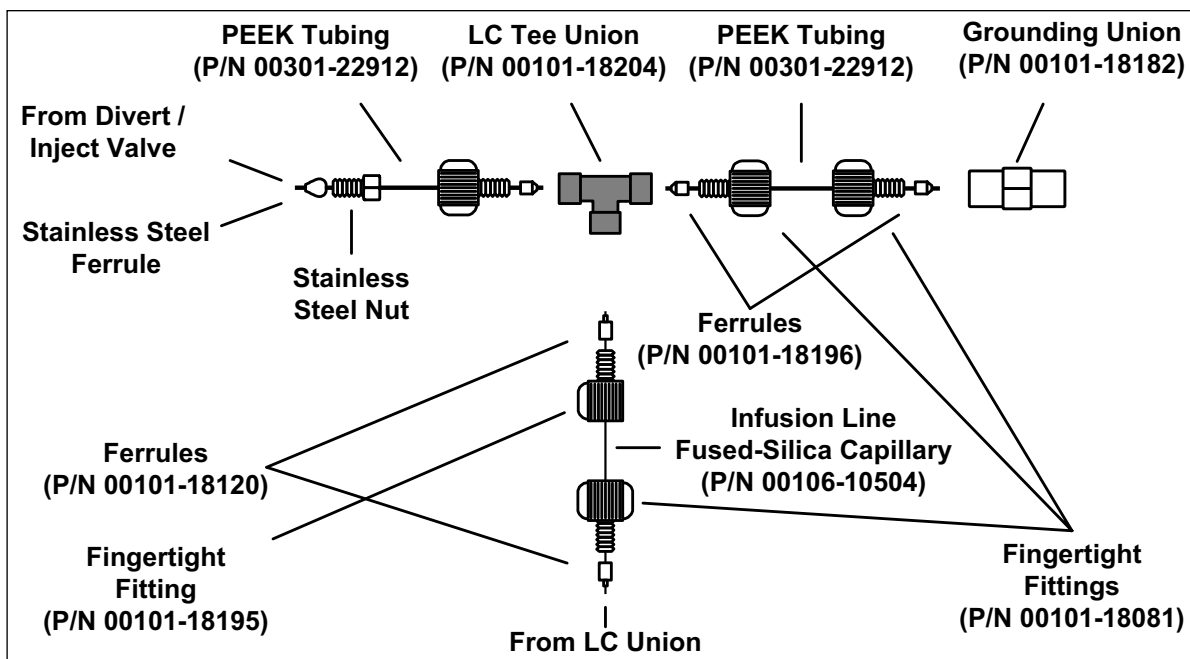 PEEK Tubing
(P/N 00301-22912)
LC Tee Union
(P/N 00101-18204)
PEEK Tubing
(P/N 00301-22912)
Grounding Union
(P/N 00101-18182)
From Divert /
Inject Valve
Stainless Steel
Ferrule
Stainless
Steel Nut
Ferrules
(P/N 00101-18196)
Infusion Line
Fused-Silica Capillary
(P/N 00106-10504)
Ferrules
(P/N 00101-18120)
Fingertight
Fitting
(P/N 00101-18195)
Fingertight
Fittings
(P/N 00101-18081)
From LC Union